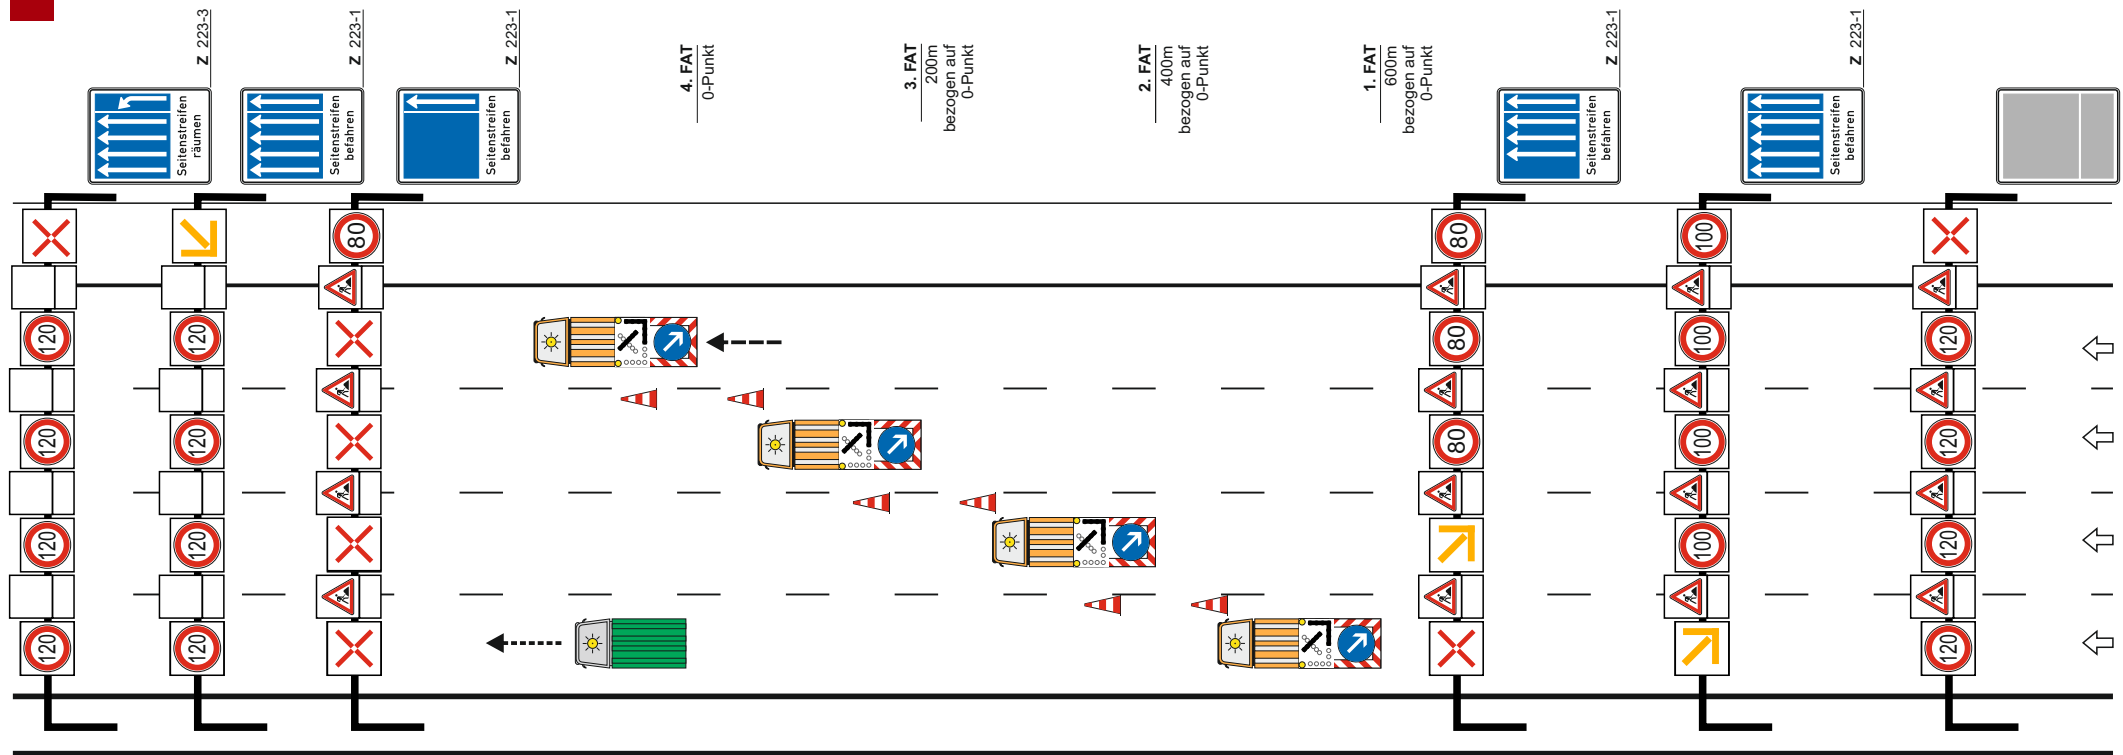 Z 223-3
Z 223-1
Z 223-1
4. FAT
0-Punkt
3. FAT
200m
bezogen auf
0-Punkt
2. FAT
400m
bezogen auf
0-Punkt
1. FAT
600m
bezogen auf
0-Punkt
Z 223-1
Z 223-1
Seitenstreifen
räumen
Seitenstreifen
befahren
Seitenstreifen
befahren
Seitenstreifen
befahren
Seitenstreifen
befahren
80
80
100
120
120
80
100
120
120
120
80
100
120
120
120
100
120
120
120
120